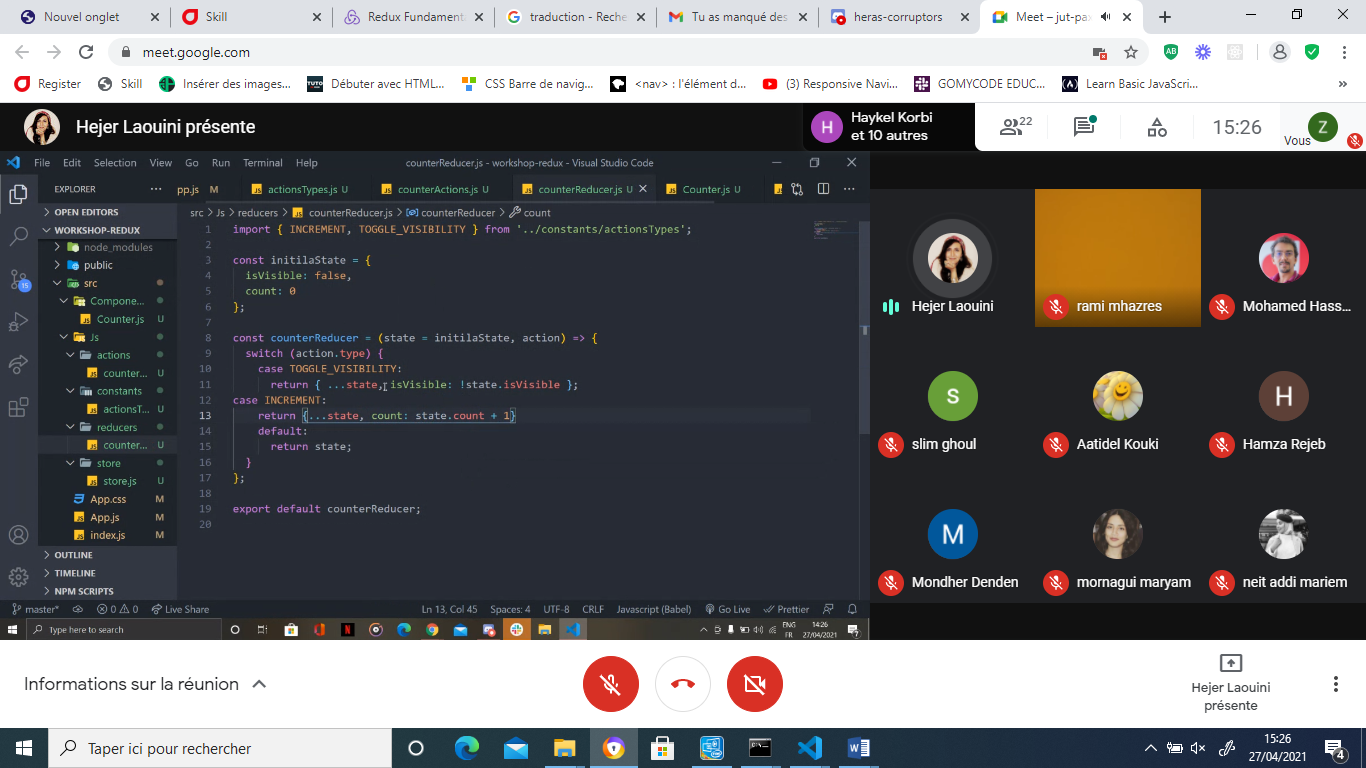 Nouvel onglet
Skill
Redux Fundament
traduction - Reche
Tu as manqué des
heras-corruptors
Meet – jut-pax
meet.google.com
Register
Skill
Insérer des images...
Débuter avec HTML...
CSS Barre de navig...
<nav> : l'élément d...
(3) Responsive Navi...
GOMYCODE EDUC...
Learn Basic JavaScri...
Hejer Laouini présente
H
Haykel Korbi
et 10 autres
22
15:26
Vous
Z
File Edit Selection View Go Run Terminal Help
counterReducer.js - workshop-redux - Visual Studio Code
EXPLORER
pp.js M
actionsTypes.js U
counterActions.js U
counterReducer.js U
Counter.js U
OPEN EDITORS
WORKSHOP-REDUX
node_modules
public
src
Compone...
Counter.js U
Js
actions
counter... U
constants
actionsT... U
reducers
counter... U
store
store.js U
App.css M
App.js M
index.js M
OUTLINE
TIMELINE
NPM SCRIPTS
15
src > Js > reducers > counterReducer.js > counterReducer > count
1 import { INCREMENT, TOGGLE_VISIBILITY } from '../constants/actionsTypes';
2
3 const initilaState = {
4 isVisible: false,
5 count: 0
6 };
7
8 const counterReducer = (state = initilaState, action) => {
9 switch (action.type) {
10 case TOGGLE_VISIBILITY:
11 return { ...state, isVisible: !state.isVisible };
12 case INCREMENT:
13 return {...state, count: state.count + 1}
14 default:
15 return state;
16 }
17 };
18
19 export default counterReducer;
20
master* 0 0 Live Share
Ln 13, Col 45 Spaces: 4 UTF-8 CRLF Javascript (Babel) Go Live Prettier
Type here to search
ENG
FR
14:26
27/04/2021
7
Hejer Laouini
rami mhazres
Mohamed Hass...
s
slim ghoul
Aatidel Kouki
H
Hamza Rejeb
M
Mondher Denden
mornagui maryam
neit addi mariem
Informations sur la réunion
Hejer Laouini
présente
Taper ici pour rechercher
15:26
27/04/2021
4